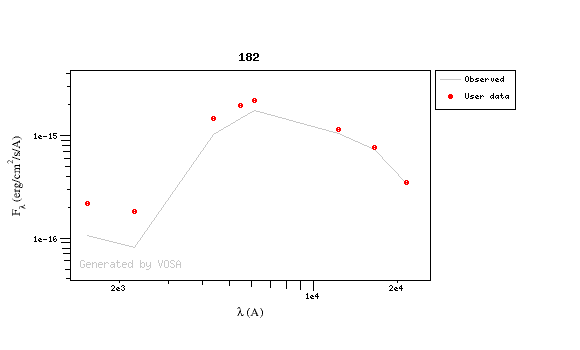 182
Observed
User data
1e-15
1e-16
Fλ (erg/cm²/s/A)
Generated by VOSA
2e3
1e4
2e4
λ (A)